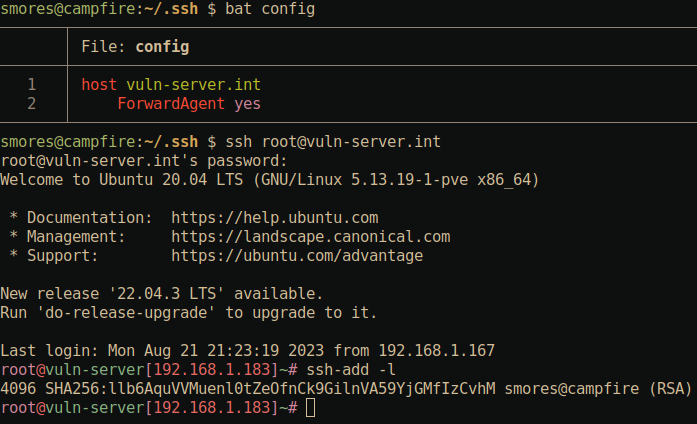 smores@campfire:~/.ssh $ bat config
File: config
1 host vuln-server.int
2 ForwardAgent yes
smores@campfire:~/.ssh $ ssh root@vuln-server.int
root@vuln-server.int's password:
Welcome to Ubuntu 20.04 LTS (GNU/Linux 5.13.19-1-pve x86_64)
* Documentation: https://help.ubuntu.com
* Management: https://landscape.canonical.com
* Support: https://ubuntu.com/advantage
New release '22.04.3 LTS' available.
Run 'do-release-upgrade' to upgrade to it.
Last login: Mon Aug 21 21:23:19 2023 from 192.168.1.167
root@vuln-server[192.168.1.183]~# ssh-add -l
4096 SHA256:llb6AquVVMuenl0tZeOfnCk9GilnVA59YjGMfIzCvhM smores@campfire (RSA)
root@vuln-server[192.168.1.183]~#